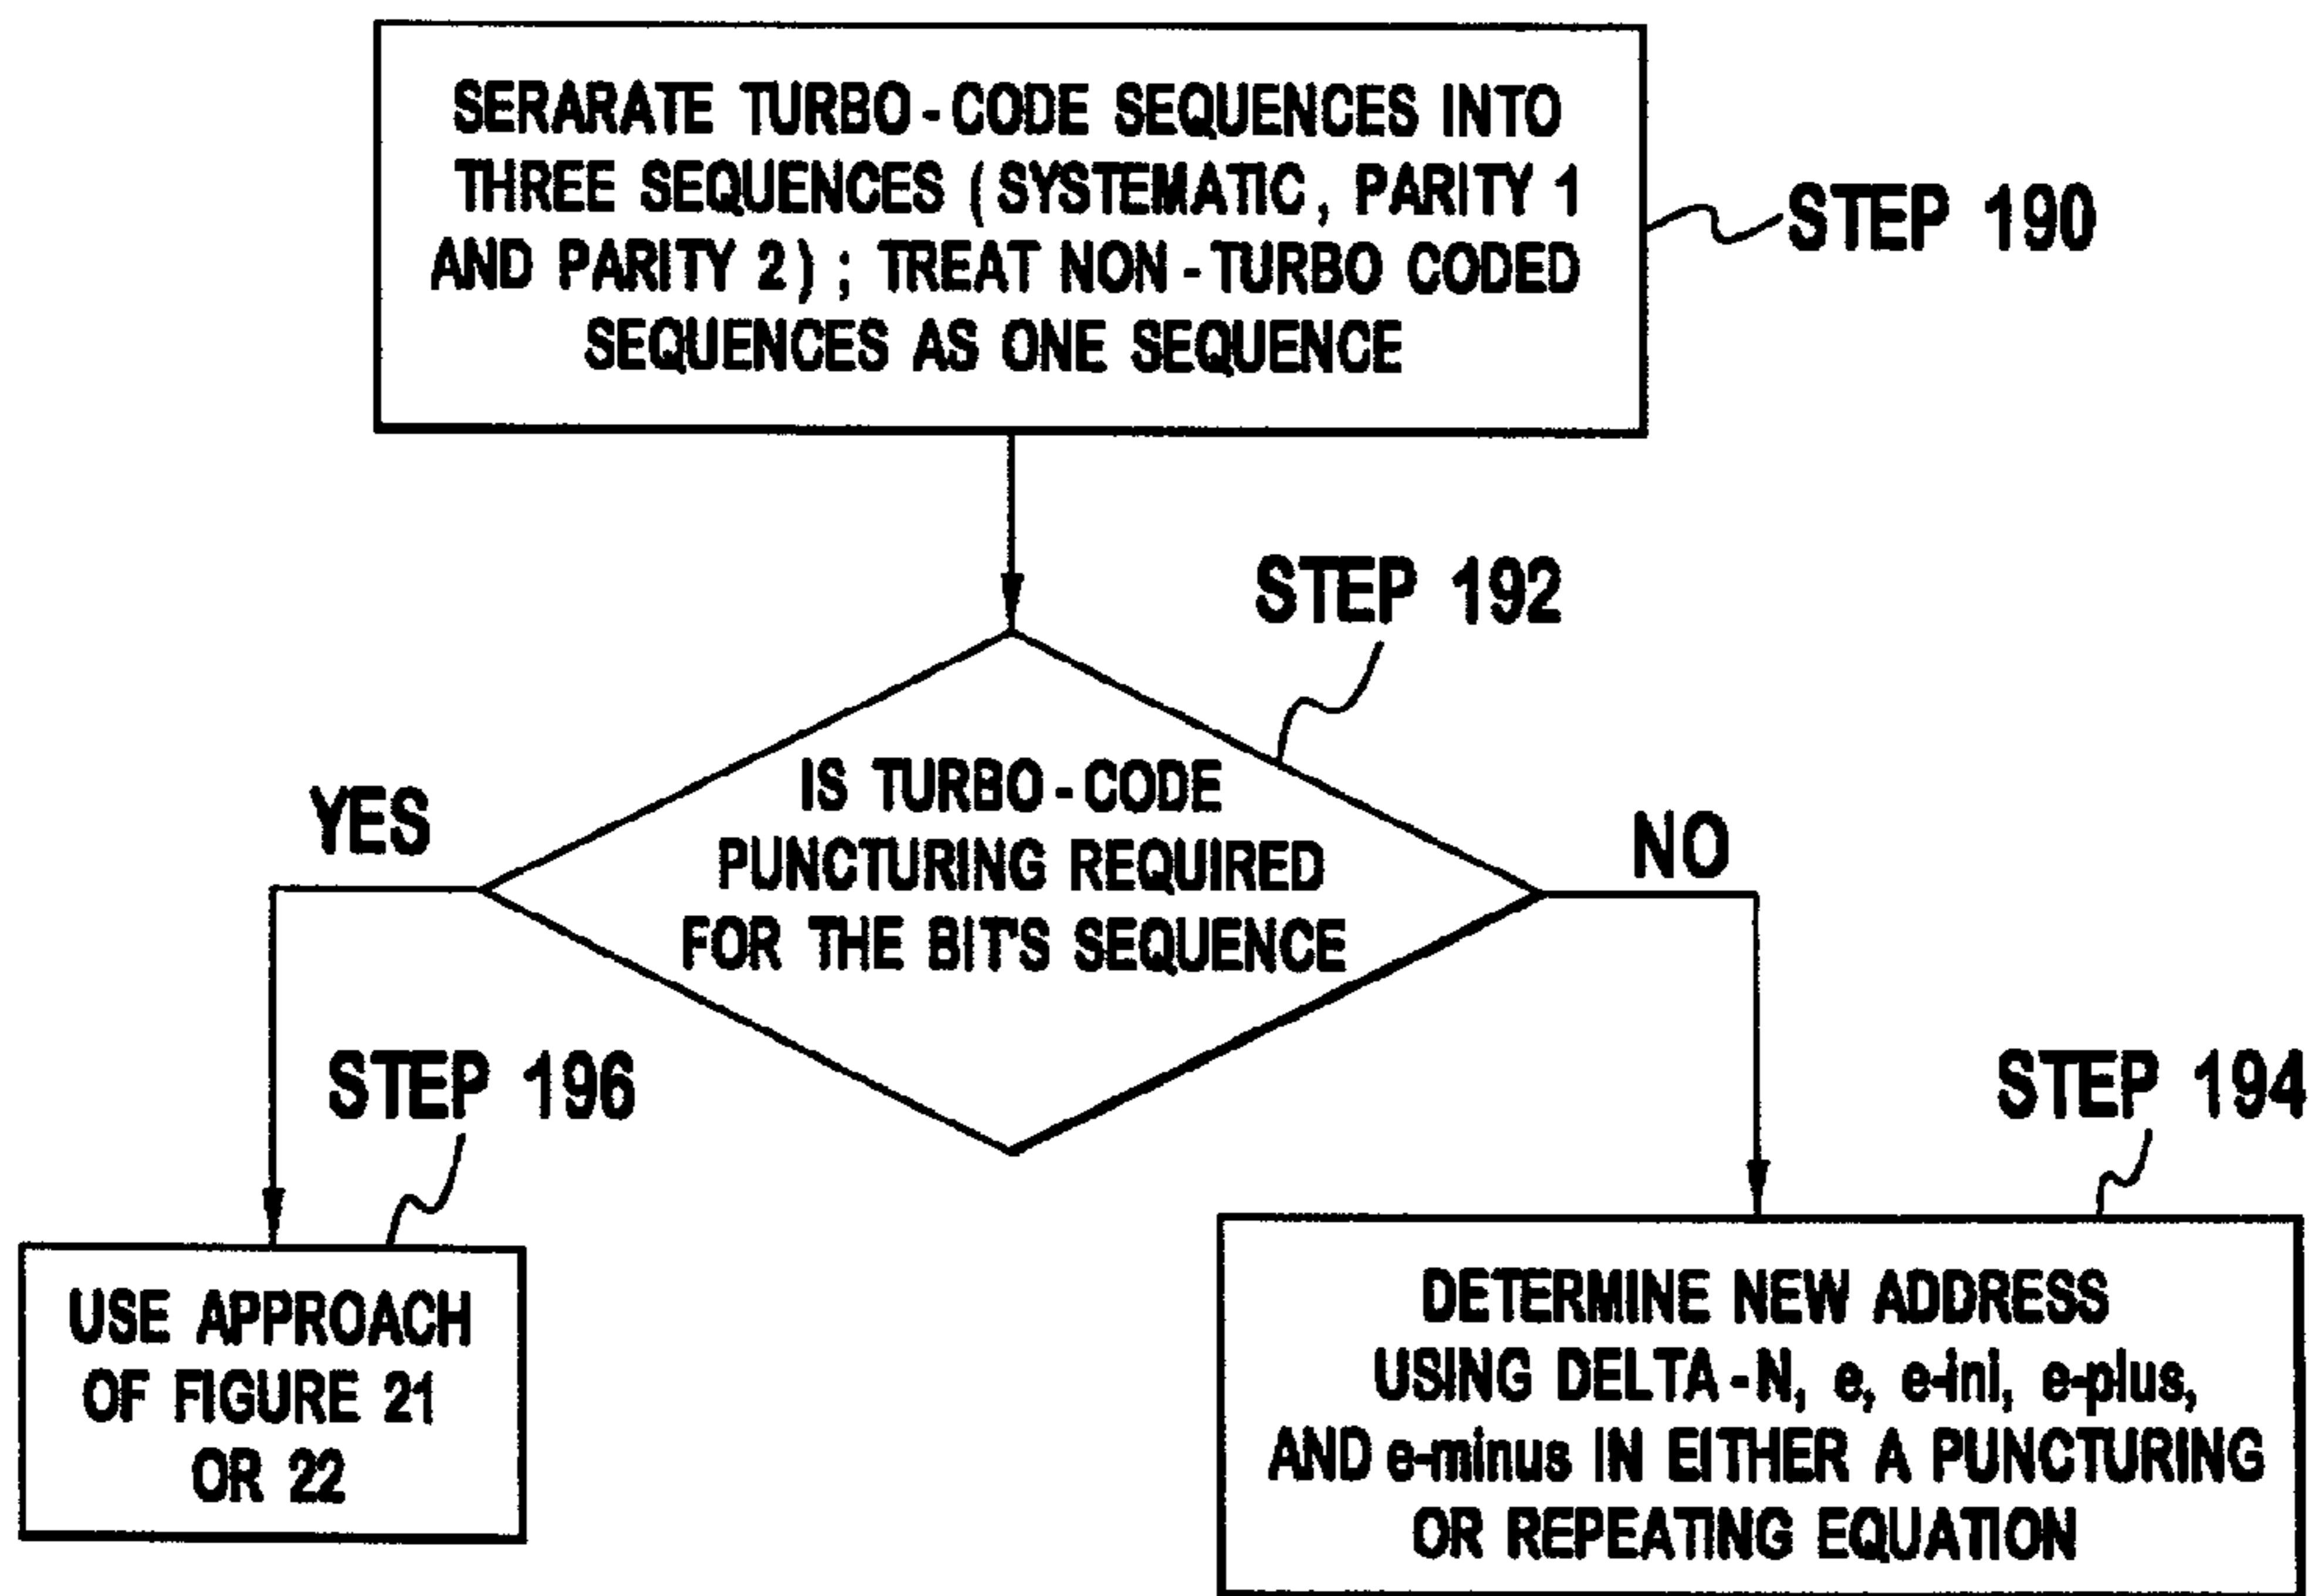 SERARATE TURBO-CODE SEQUENCES INTO
THREE SEQUENCES (SYSTEMATIC, PARITY 1
AND PARITY 2); TREAT NON-TURBO CODED
SEQUENCES AS ONE SEQUENCE
STEP 190
STEP 192
IS TURBO-CODE
PUNCTURING REQUIRED
FOR THE BIT'S SEQUENCE
YES
NO
STEP 196
STEP 194
USE APPROACH
OF FIGURE 21
OR 22
DETERMINE NEW ADDRESS
USING DELTA-N, e, e-ini, e-plus,
AND e-minus IN EITHER A PUNCTURING
OR REPEATING EQUATION